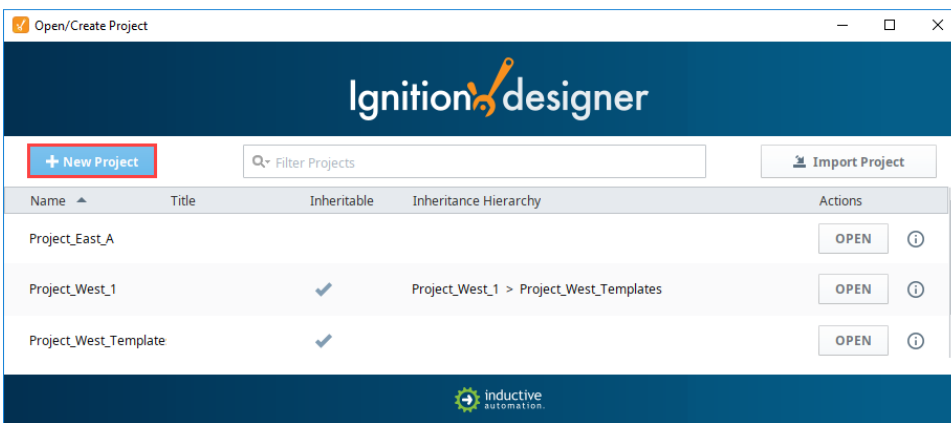 Open/Create Project
Ignition designer
New Project
Filter Projects
Import Project
Name Title Inheritable Inheritance Hierarchy Actions
Project_East_A OPEN
Project_West_1 Project_West_1 > Project_West_Templates OPEN
Project_West_Template OPEN
inductive
automation.